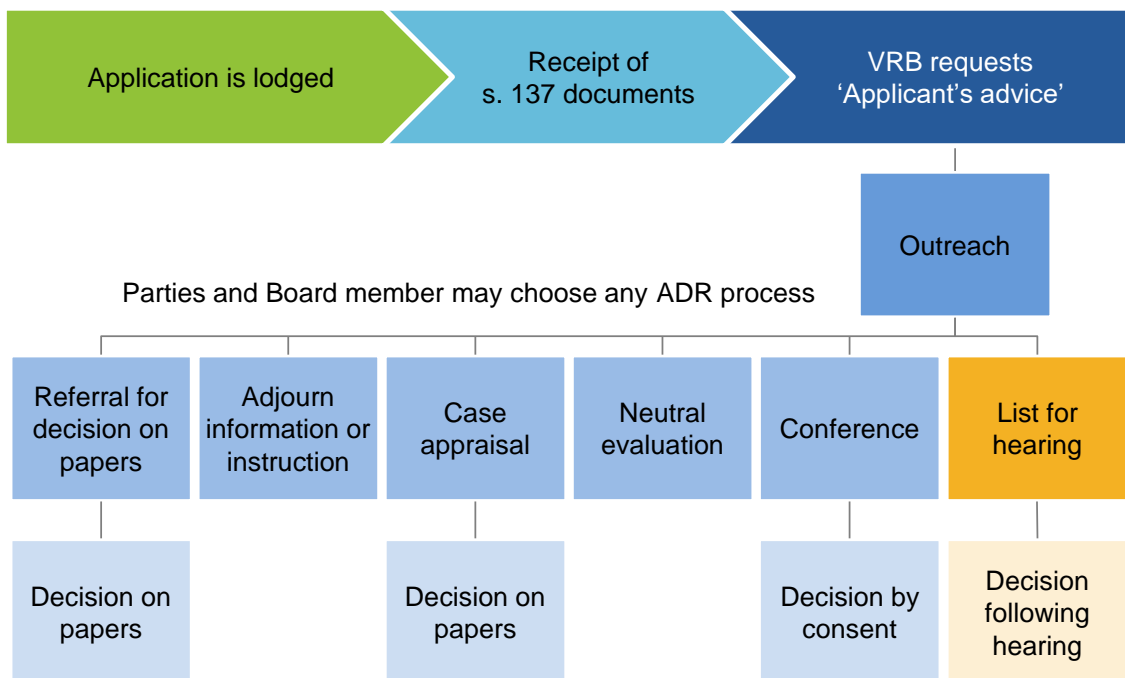 Application is lodged
Receipt of
s. 137 documents
VRB requests
‘Applicant’s advice’
Outreach
Parties and Board member may choose any ADR process
Referral for
decision on
papers
Adjourn
information or
instruction
Case
appraisal
Neutral
evaluation
Conference
List for
hearing
Decision on
papers
Decision on
papers
Decision by
consent
Decision
following
hearing